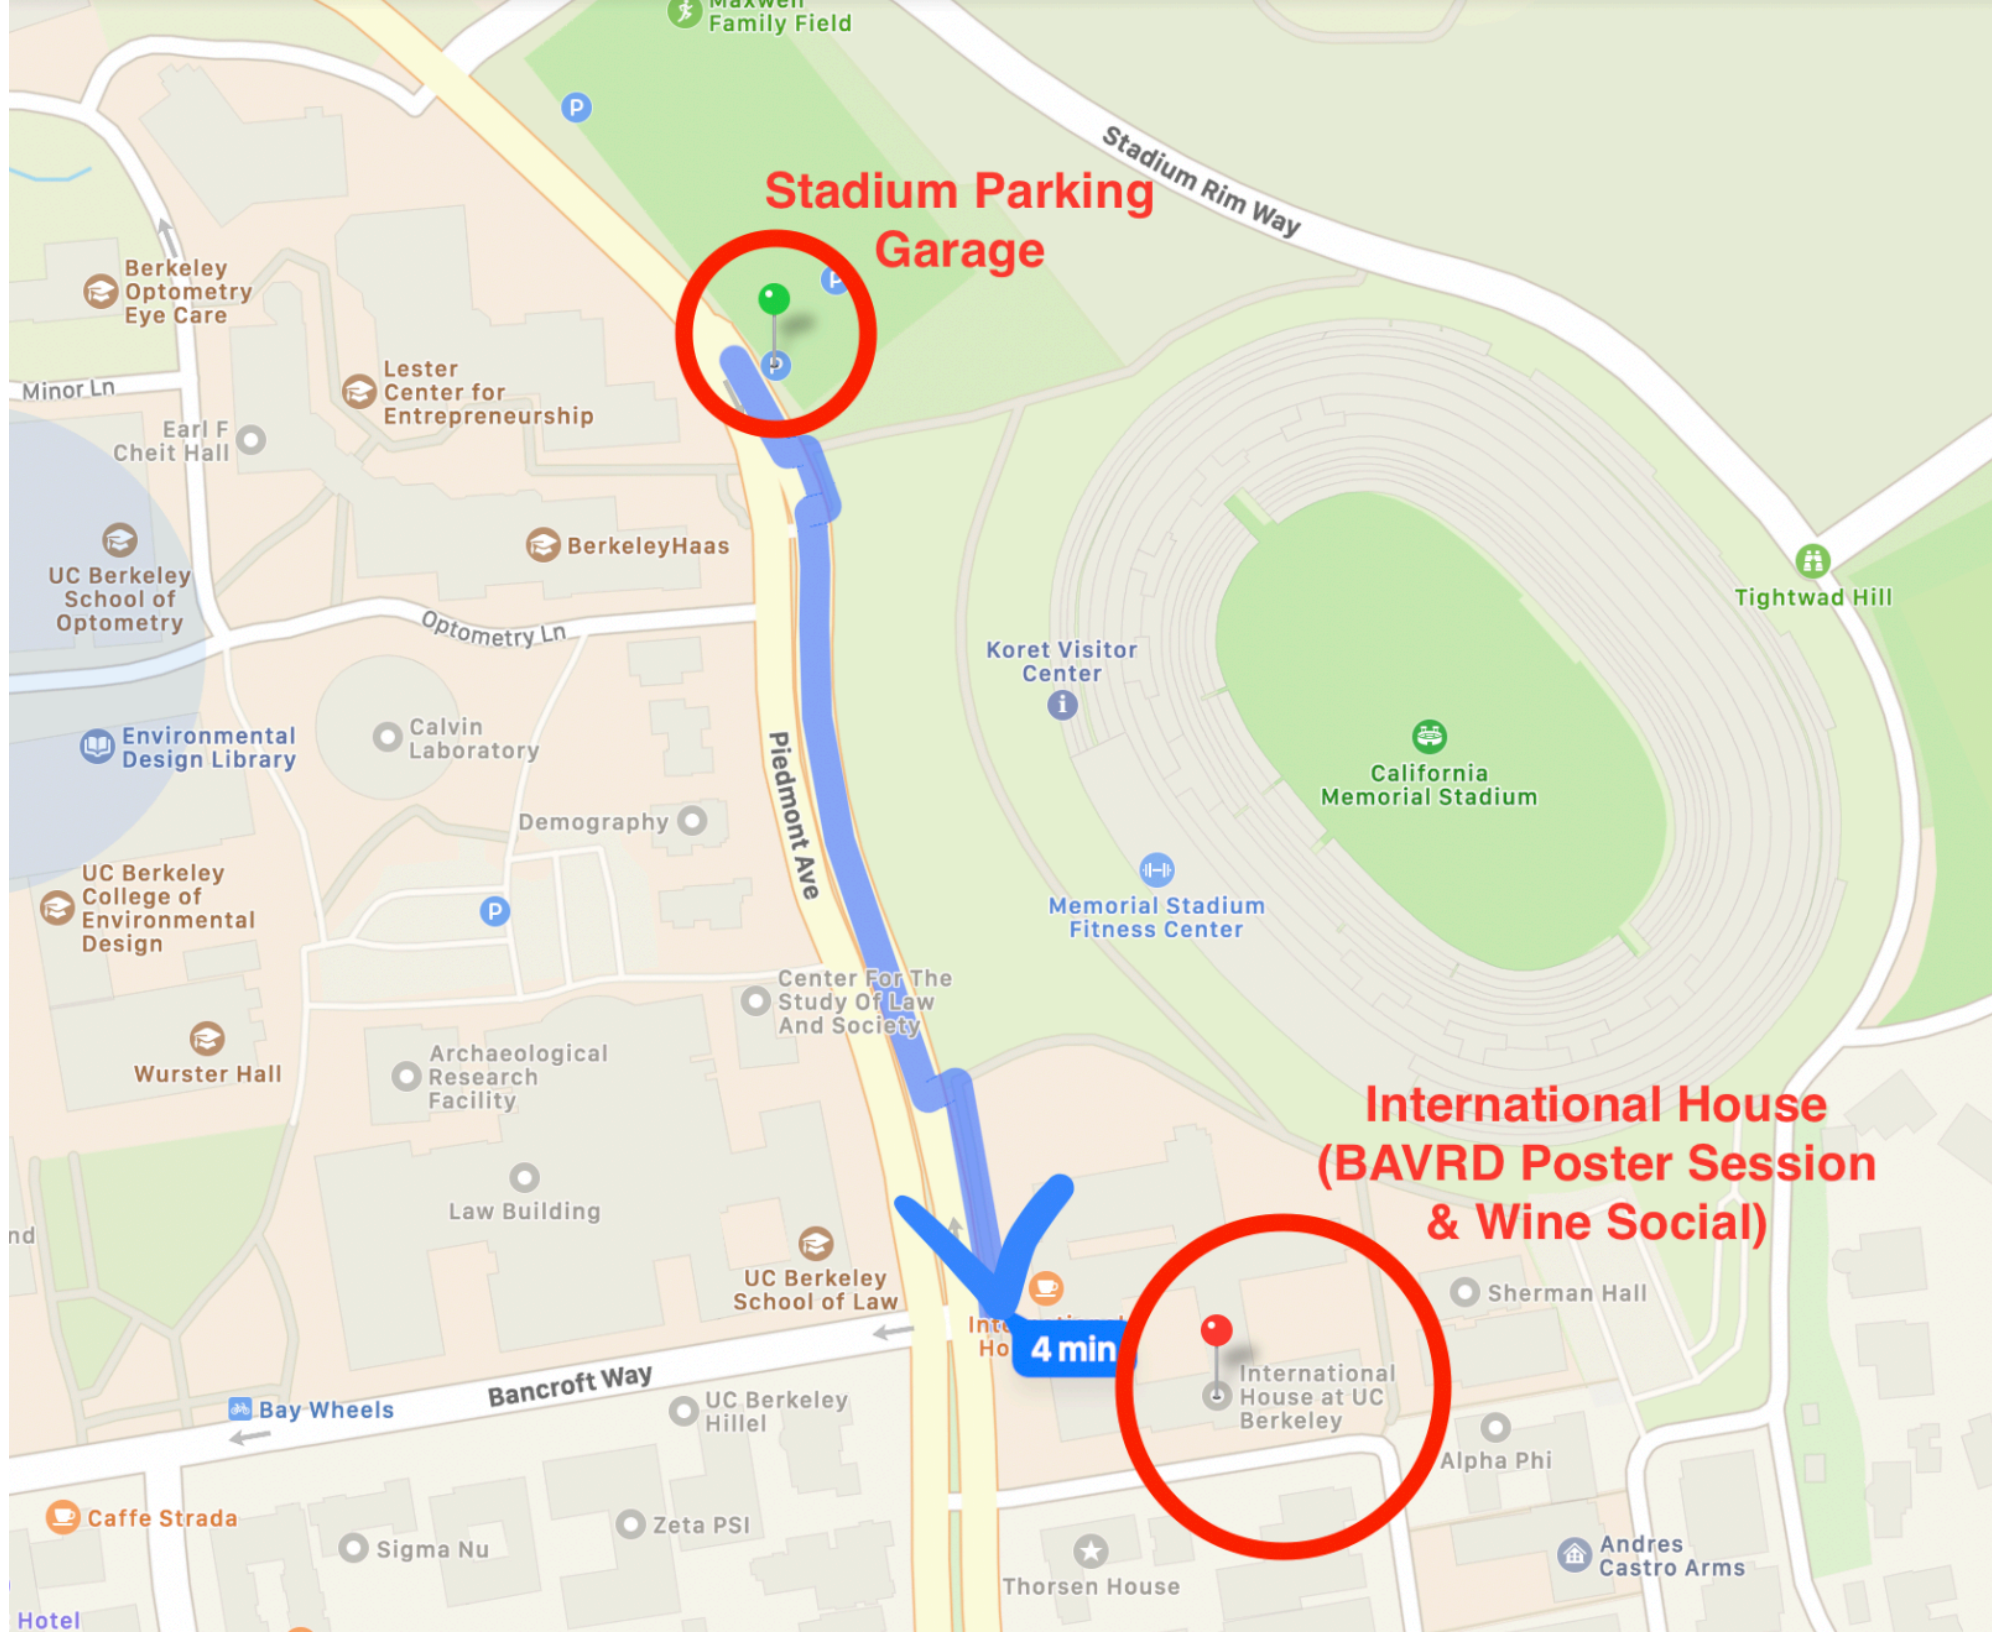 Maxwell
Family Field
Stadium Rim Way
Stadium Parking
Garage
P
P
P
Berkeley
Optometry
Eye Care
Lester
Center for
Entrepreneurship
Minor Ln
Earl F
Cheit Hall
BerkeleyHaas
UC Berkeley
School of
Optometry
Optometry Ln
Tightwad Hill
Koret Visitor
Center
i
Environmental
Design Library
Calvin
Laboratory
Piedmont Ave
California
Memorial Stadium
Demography
UC Berkeley
College of
Environmental
Design
P
Memorial Stadium
Fitness Center
Center For The
Study Of Law
And Society
Wurster Hall
Archaeological
Research
Facility
International House
(BAVRD Poster Session
& Wine Social)
Law Building
nd
UC Berkeley
School of Law
Sherman Hall
4 min
International
House at UC
Berkeley
Bancroft Way
Bay Wheels
UC Berkeley
Hillel
Alpha Phi
Caffe Strada
Sigma Nu
Zeta PSI
Thorsen House
Andres
Castro Arms
Hotel